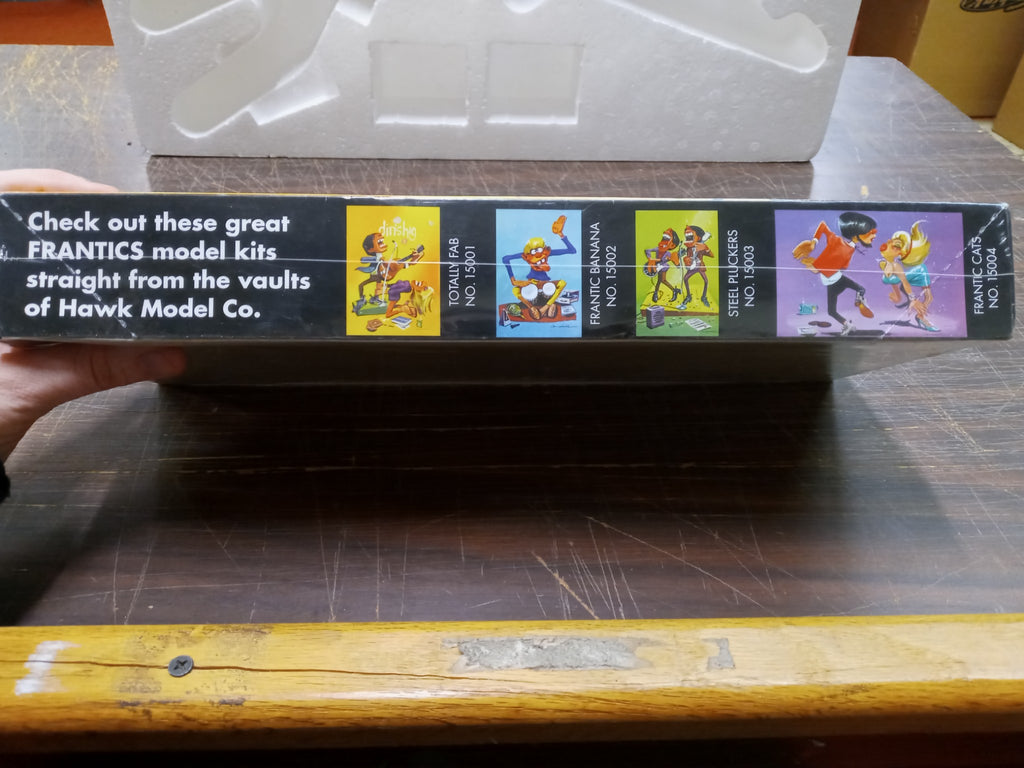 Check out these great
FRANTICS model kits
straight from the vaults
of Hawk Model Co.
TOTALLY FAB
NO. 15001
FRANTIC BANANA
NO. 15002
STEEL PLUCKERS
NO. 15003
FRANTIC CATS
NO. 15004